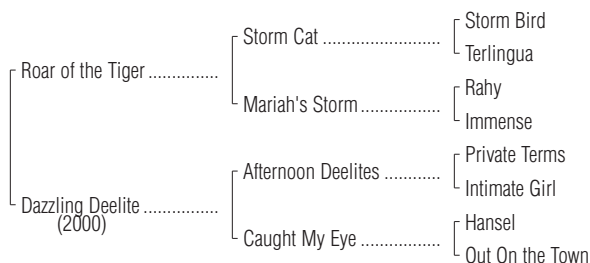 Storm Bird
Storm Cat ........................
Terlingua
Roar of the Tiger ..............
Rahy
Mariah's Storm ................
Immense
Private Terms
Afternoon Deelites ............
Intimate Girl
Dazzling Deelite ...............
(2000)
Hansel
Caught My Eye ................
Out On the Town